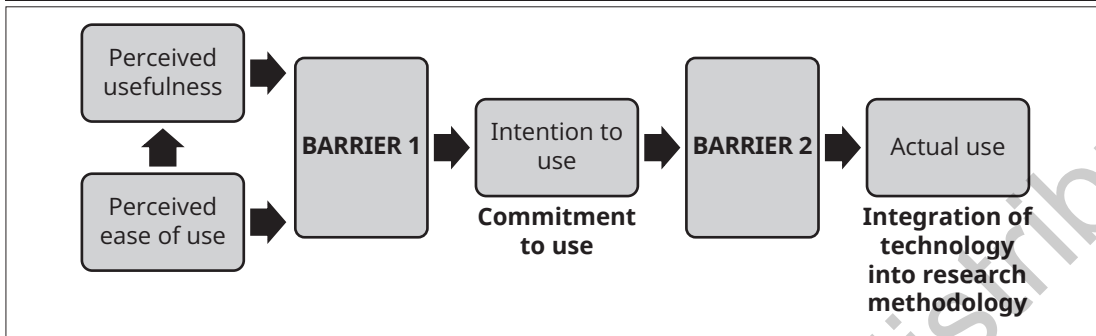 Perceived
usefulness
Perceived
ease of use
BARRIER 1
Intention to
use
Commitment
to use
BARRIER 2
Actual use
Integration of
technology
into research
methodology